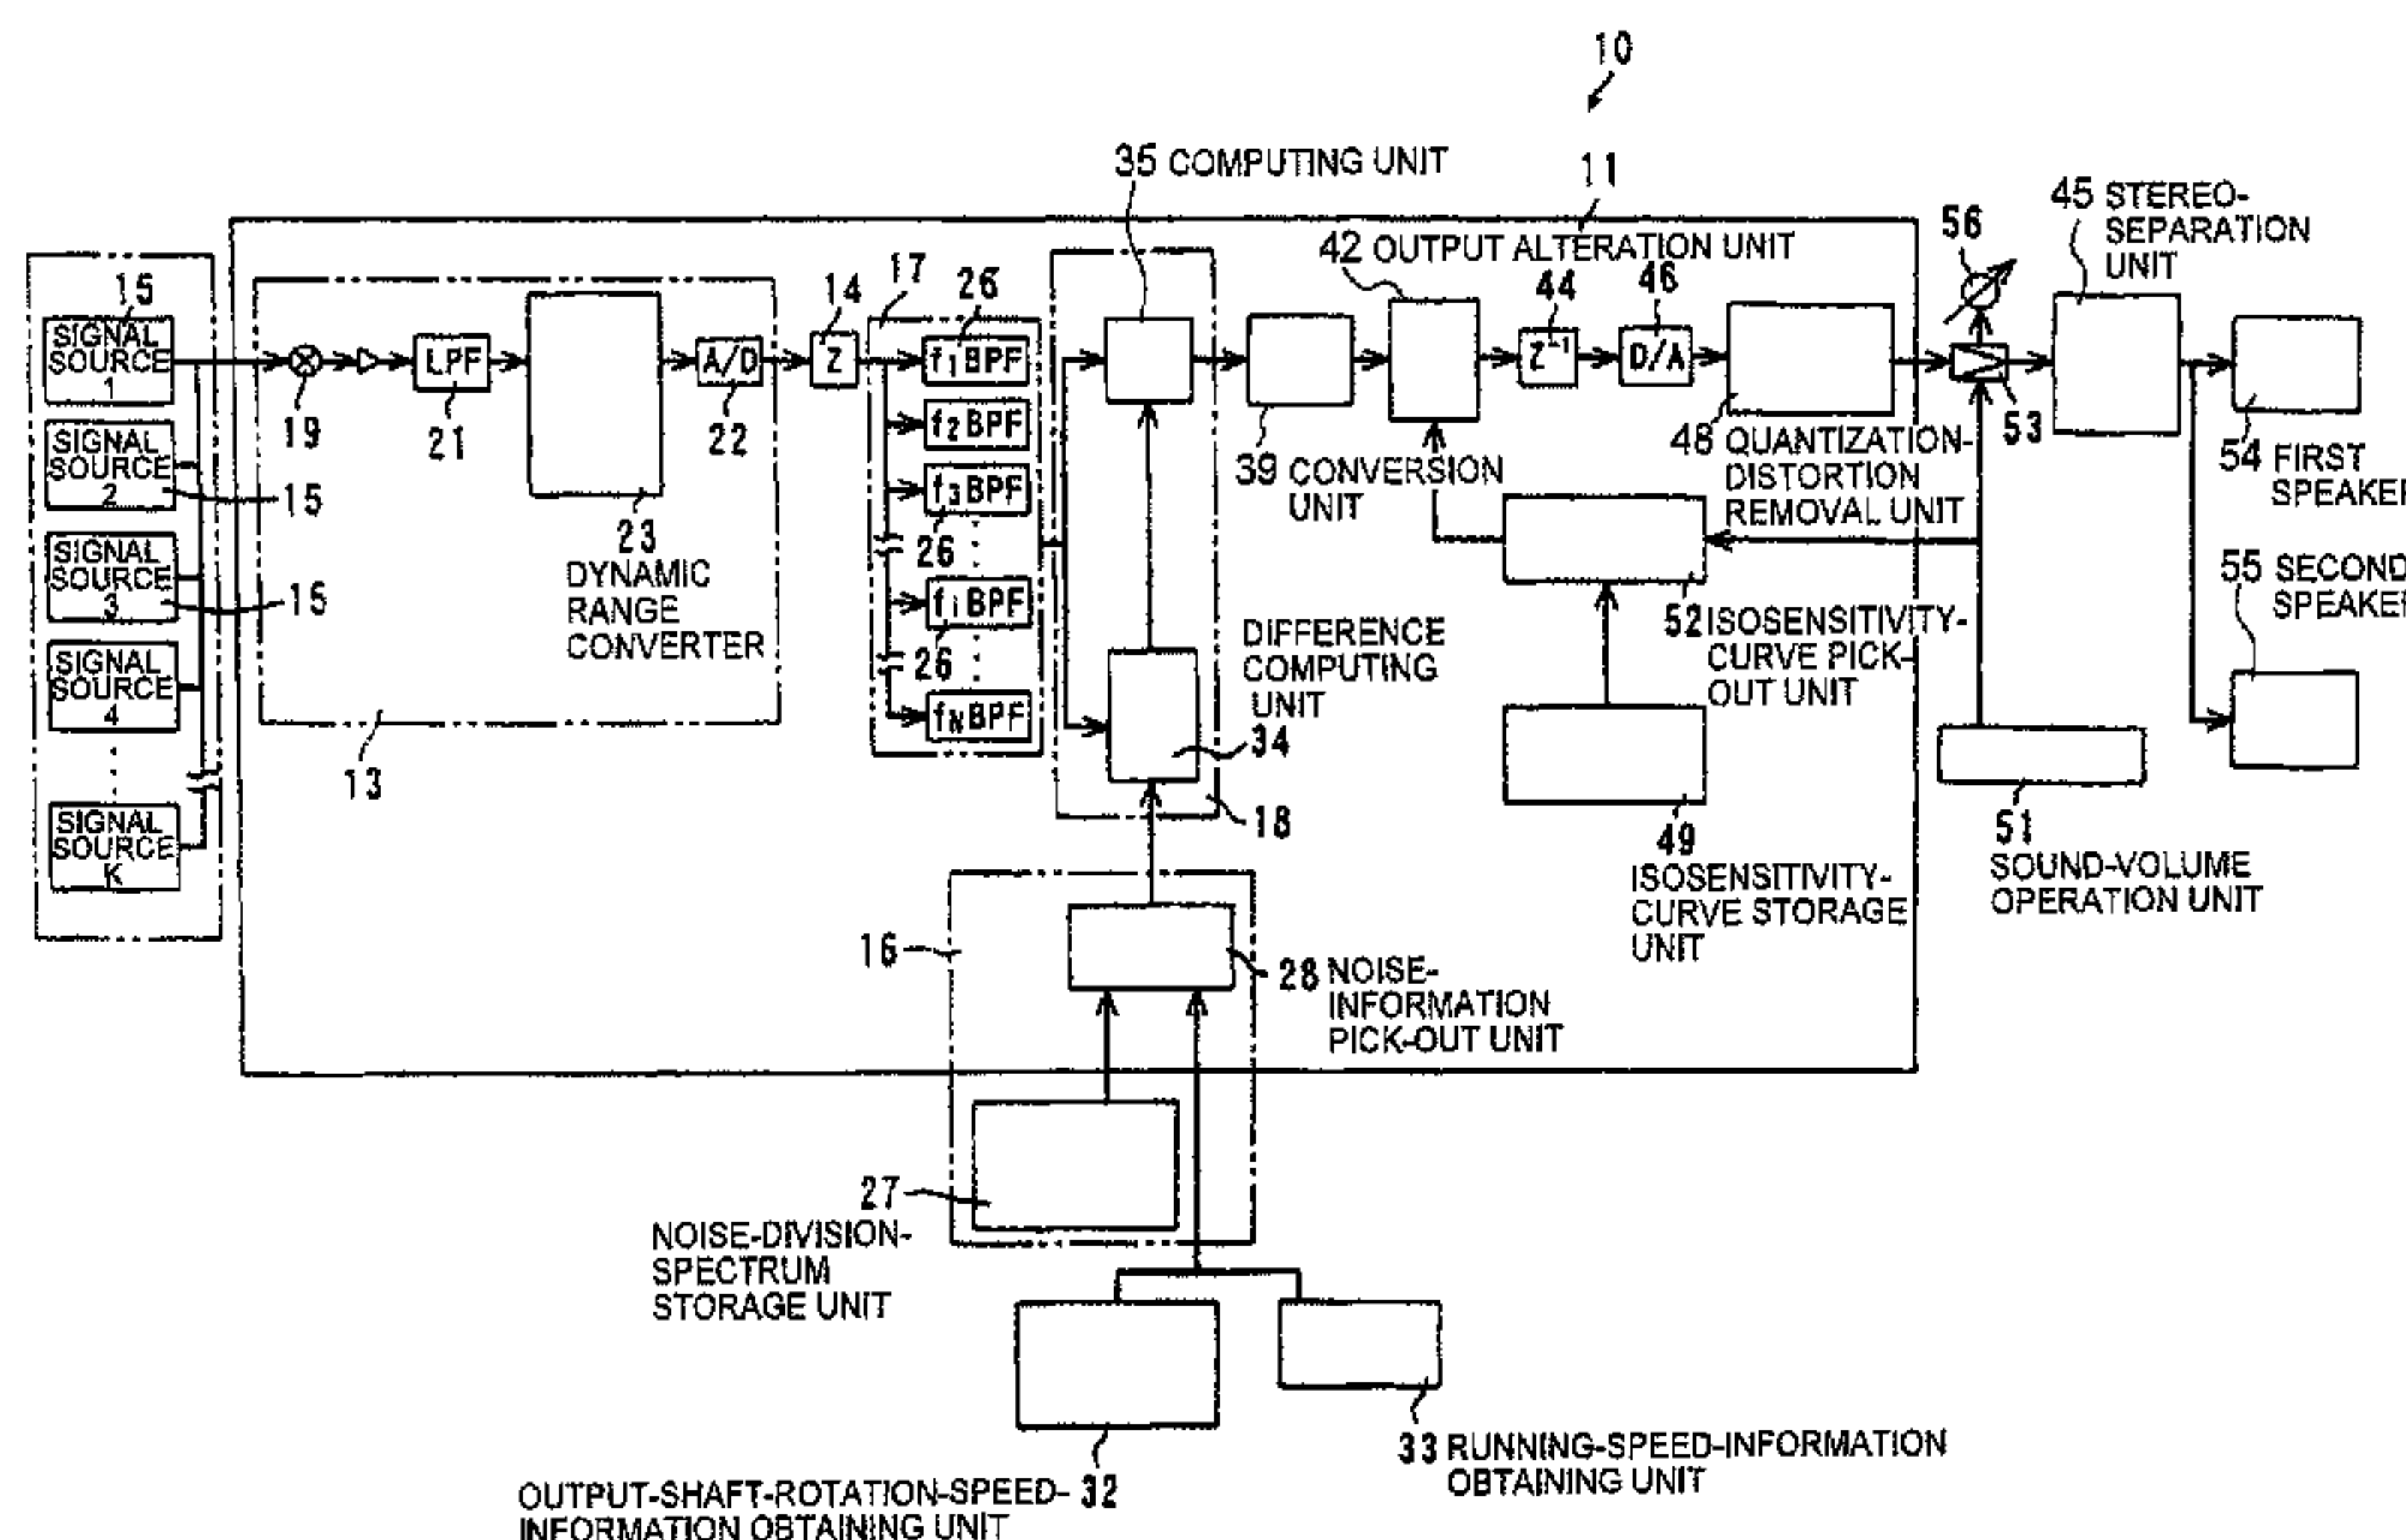 10
35 COMPUTING UNIT
11
42 OUTPUT ALTERATION UNIT
45 STEREO-
SEPARATION
UNIT
56
15
SIGNAL
SOURCE
1
19
LPF
21
23
DYNAMIC
RANGE
CONVERTER
A/D
22
14
Z
17
26
f1BPF
f2BPF
f3BPF
26
fiBPF
26
fNBPF
44
Z-1
46
D/A
48 QUANTIZATION-
DISTORTION
REMOVAL UNIT
53
54 FIRST
SPEAKER
SIGNAL
SOURCE
2
15
SIGNAL
SOURCE
3
15
SIGNAL
SOURCE
4
SIGNAL
SOURCE
K
13
39 CONVERSION
UNIT
DIFFERENCE
COMPUTING
UNIT
34
18
52 ISOSENSITIVITY-
CURVE PICK-
OUT UNIT
55 SECOND
SPEAKER
49
ISOSENSITIVITY-
CURVE STORAGE
UNIT
51
SOUND-VOLUME
OPERATION UNIT
16
28 NOISE-
INFORMATION
PICK-OUT UNIT
27
NOISE-DIVISION-
SPECTRUM
STORAGE UNIT
33 RUNNING-SPEED-INFORMATION
OBTAINING UNIT
OUTPUT-SHAFT-ROTATION-SPEED- 32
INFORMATION OBTAINING UNIT